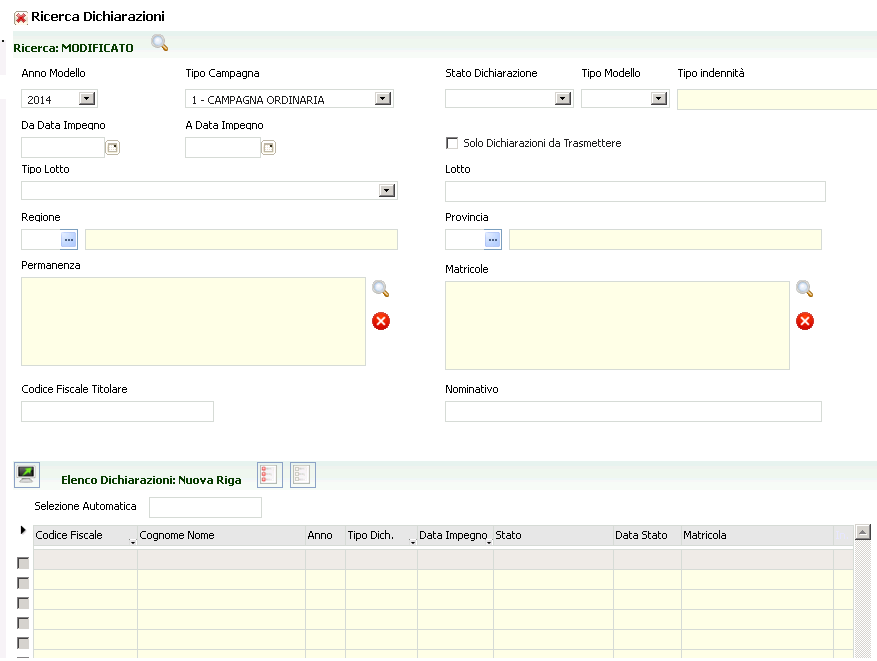 Ricerca Dichiarazioni
Ricerca: MODIFICATO
Anno Modello Tipo Campagna Stato Dichiarazione Tipo Modello Tipo indennità
2014 1 - CAMPAGNA ORDINARIA
Da Data Impegno A Data Impegno
Solo Dichiarazioni da Trasmettere
Tipo Lotto Lotto
Regione Provincia
Permanenza Matricole
Codice Fiscale Titolare Nominativo
Elenco Dichiarazioni: Nuova Riga
Selezione Automatica
Codice Fiscale Cognome Nome Anno Tipo Dich. Data Impegno Stato Data Stato Matricola